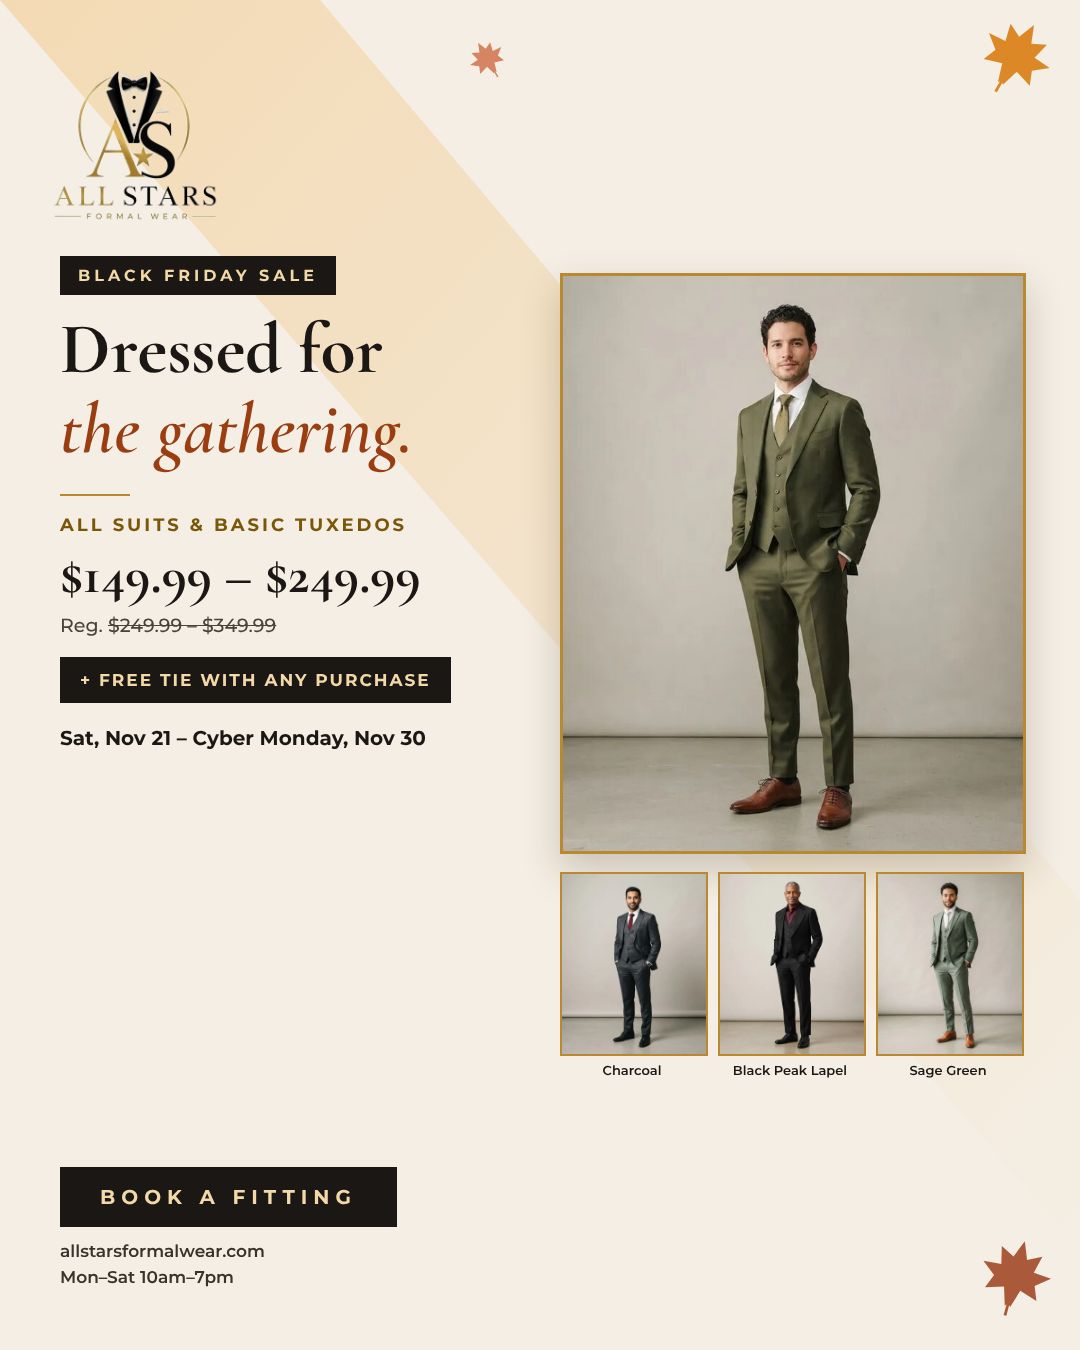 AS
ALL STARS
FORMAL WEAR
BLACK FRIDAY SALE
Dressed for
the gathering.
ALL SUITS & BASIC TUXEDOS
$149.99 – $249.99
Reg. $249.99 – $349.99
+ FREE TIE WITH ANY PURCHASE
Sat, Nov 21 – Cyber Monday, Nov 30
Charcoal
Black Peak Lapel
Sage Green
BOOK A FITTING
allstarsformalwear.com
Mon–Sat 10am–7pm